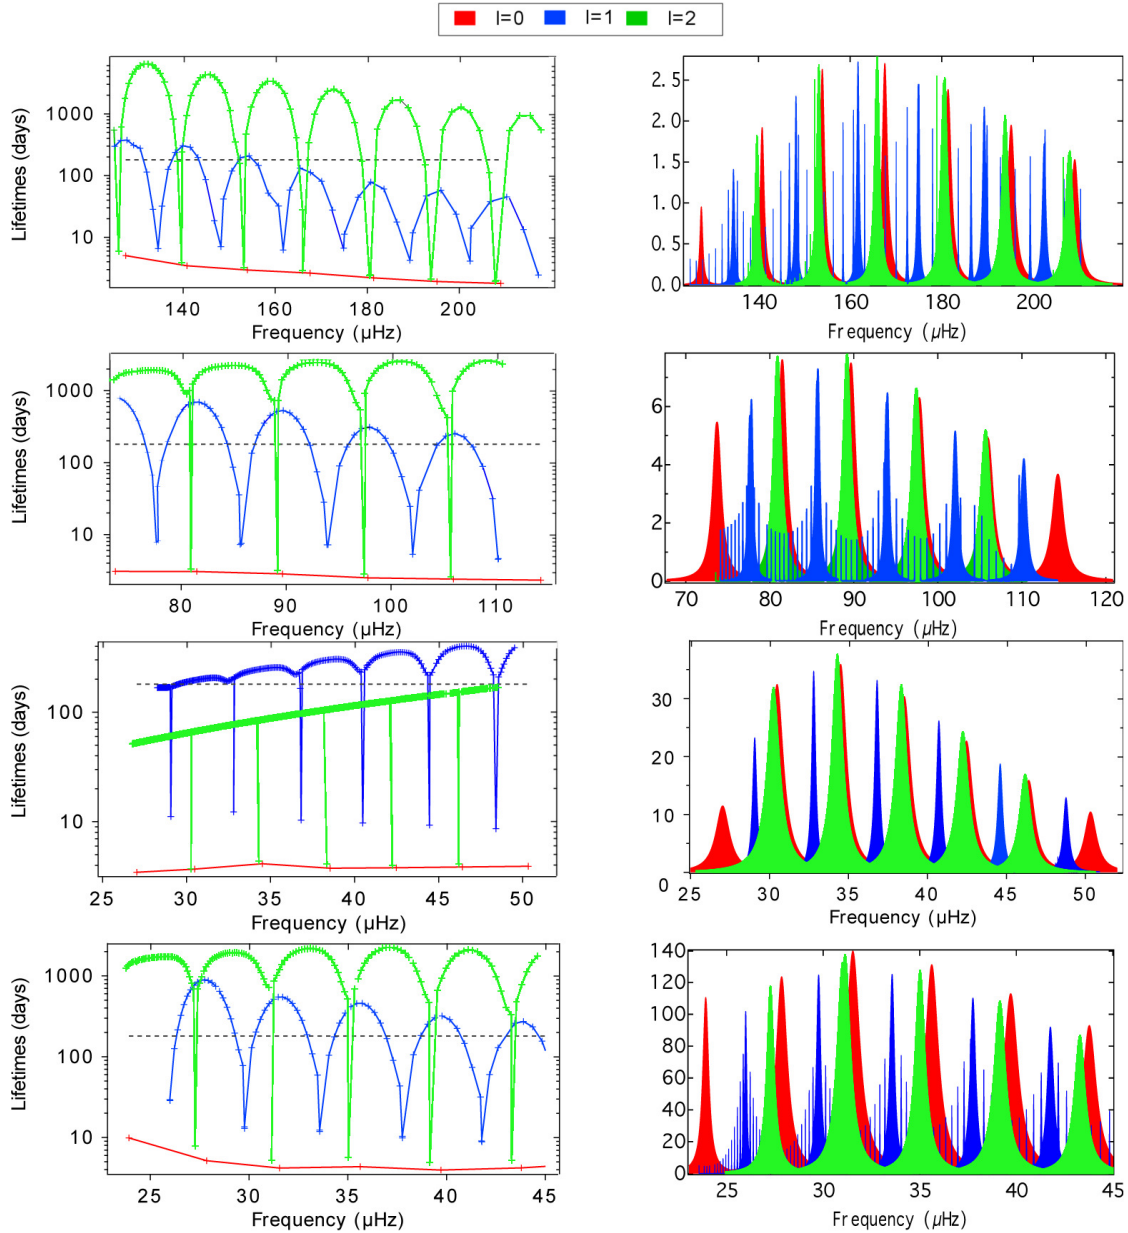 l=0 l=1 l=2
Lifetimes (days)
1000
100
10
140 160 180 200
Frequency (μHz)
2.5
2.0
1.5
1.0
0.5
0.0
140 160 180 200
Frequency (μHz)
Lifetimes (days)
1000
100
10
80 90 100 110
Frequency (μHz)
6
4
2
0
70 80 90 100 110 120
Frequency (μHz)
Lifetimes (days)
100
10
25 30 35 40 45 50
Frequency (μHz)
30
20
10
0
25 30 35 40 45 50
Frequency (μHz)
Lifetimes (days)
1000
100
10
25 30 35 40 45
Frequency (μHz)
140
120
100
80
60
40
20
0
25 30 35 40 45
Frequency (μHz)